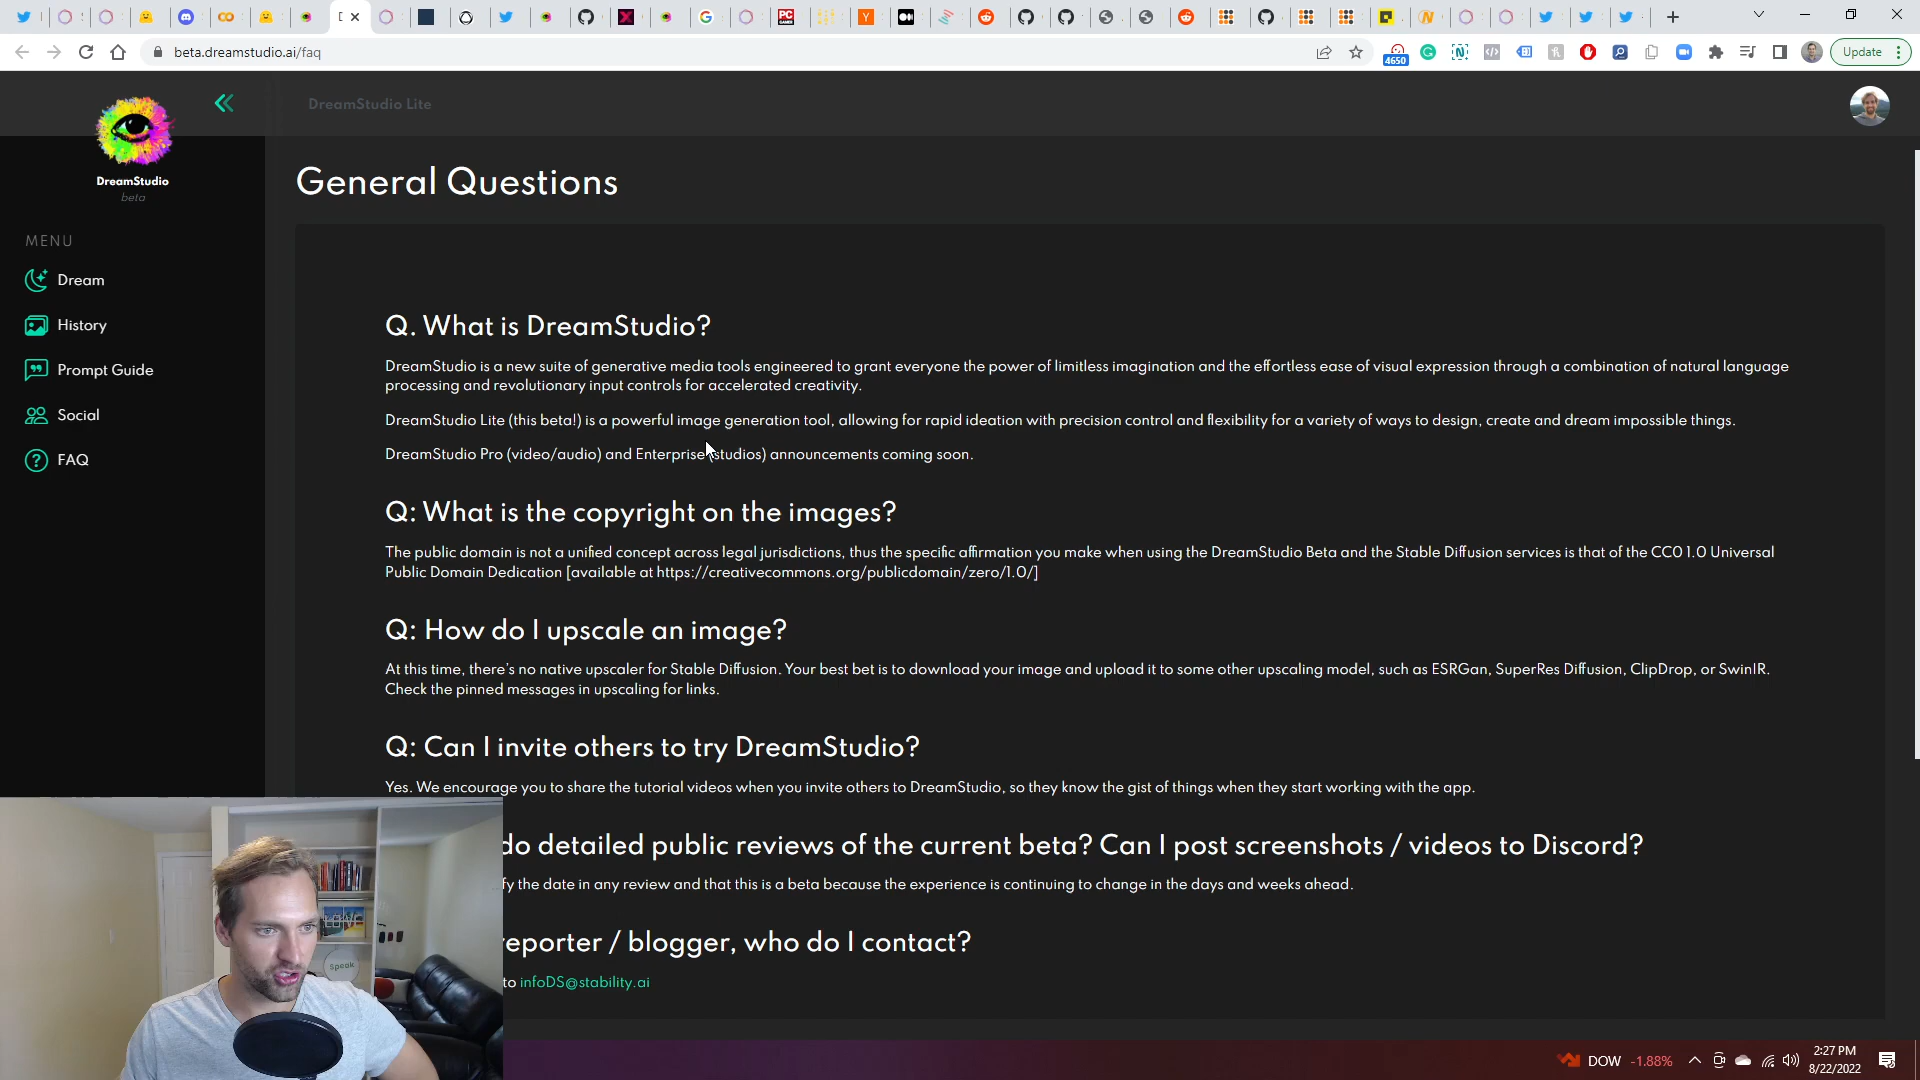 beta.dreamstudio.ai/faq
4650
Update
DreamStudio Lite
DreamStudio
beta
MENU
Dream
History
Prompt Guide
Social
FAQ
General Questions
Q. What is DreamStudio?
DreamStudio is a new suite of generative media tools engineered to grant everyone the power of limitless imagination and the effortless ease of visual expression through a combination of natural language
processing and revolutionary input controls for accelerated creativity.
DreamStudio Lite (this beta!) is a powerful image generation tool, allowing for rapid ideation with precision control and flexibility for a variety of ways to design, create and dream impossible things.
DreamStudio Pro (video/audio) and Enterprise (studios) announcements coming soon.
Q: What is the copyright on the images?
The public domain is not a unified concept across legal jurisdictions, thus the specific affirmation you make when using the DreamStudio Beta and the Stable Diffusion services is that of the CC0 1.0 Universal
Public Domain Dedication [available at https://creativecommons.org/publicdomain/zero/1.0/]
Q: How do I upscale an image?
At this time, there's no native upscaler for Stable Diffusion. Your best bet is to download your image and upload it to some other upscaling model, such as ESRGan, SuperRes Diffusion, ClipDrop, or SwinIR.
Check the pinned messages in upscaling for links.
Q: Can I invite others to try DreamStudio?
Yes. We encourage you to share the tutorial videos when you invite others to DreamStudio, so they know the gist of things when they start working with the app.
do detailed public reviews of the current beta? Can I post screenshots / videos to Discord?
fy the date in any review and that this is a beta because the experience is continuing to change in the days and weeks ahead.
reporter / blogger, who do I contact?
to infoDS@stability.ai
Speak
DOW -1.88%
2:27 PM
8/22/2022